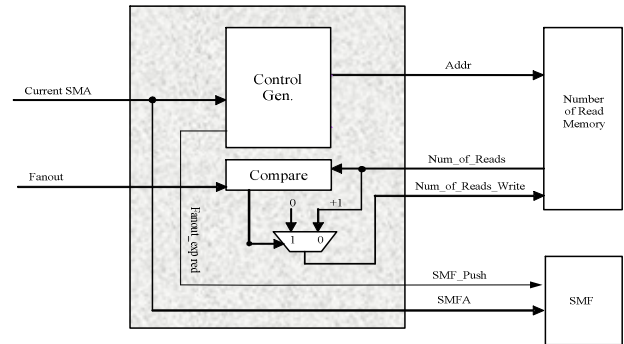 Control
Gen.
Addr
Current SMA
Number
of Read
Memory
Num_of_Reads
Compare
Fanout
Num_of_Reads_Write
0
+1
1
0
Fanout_expired
SMF_Push
SMFA
SMF